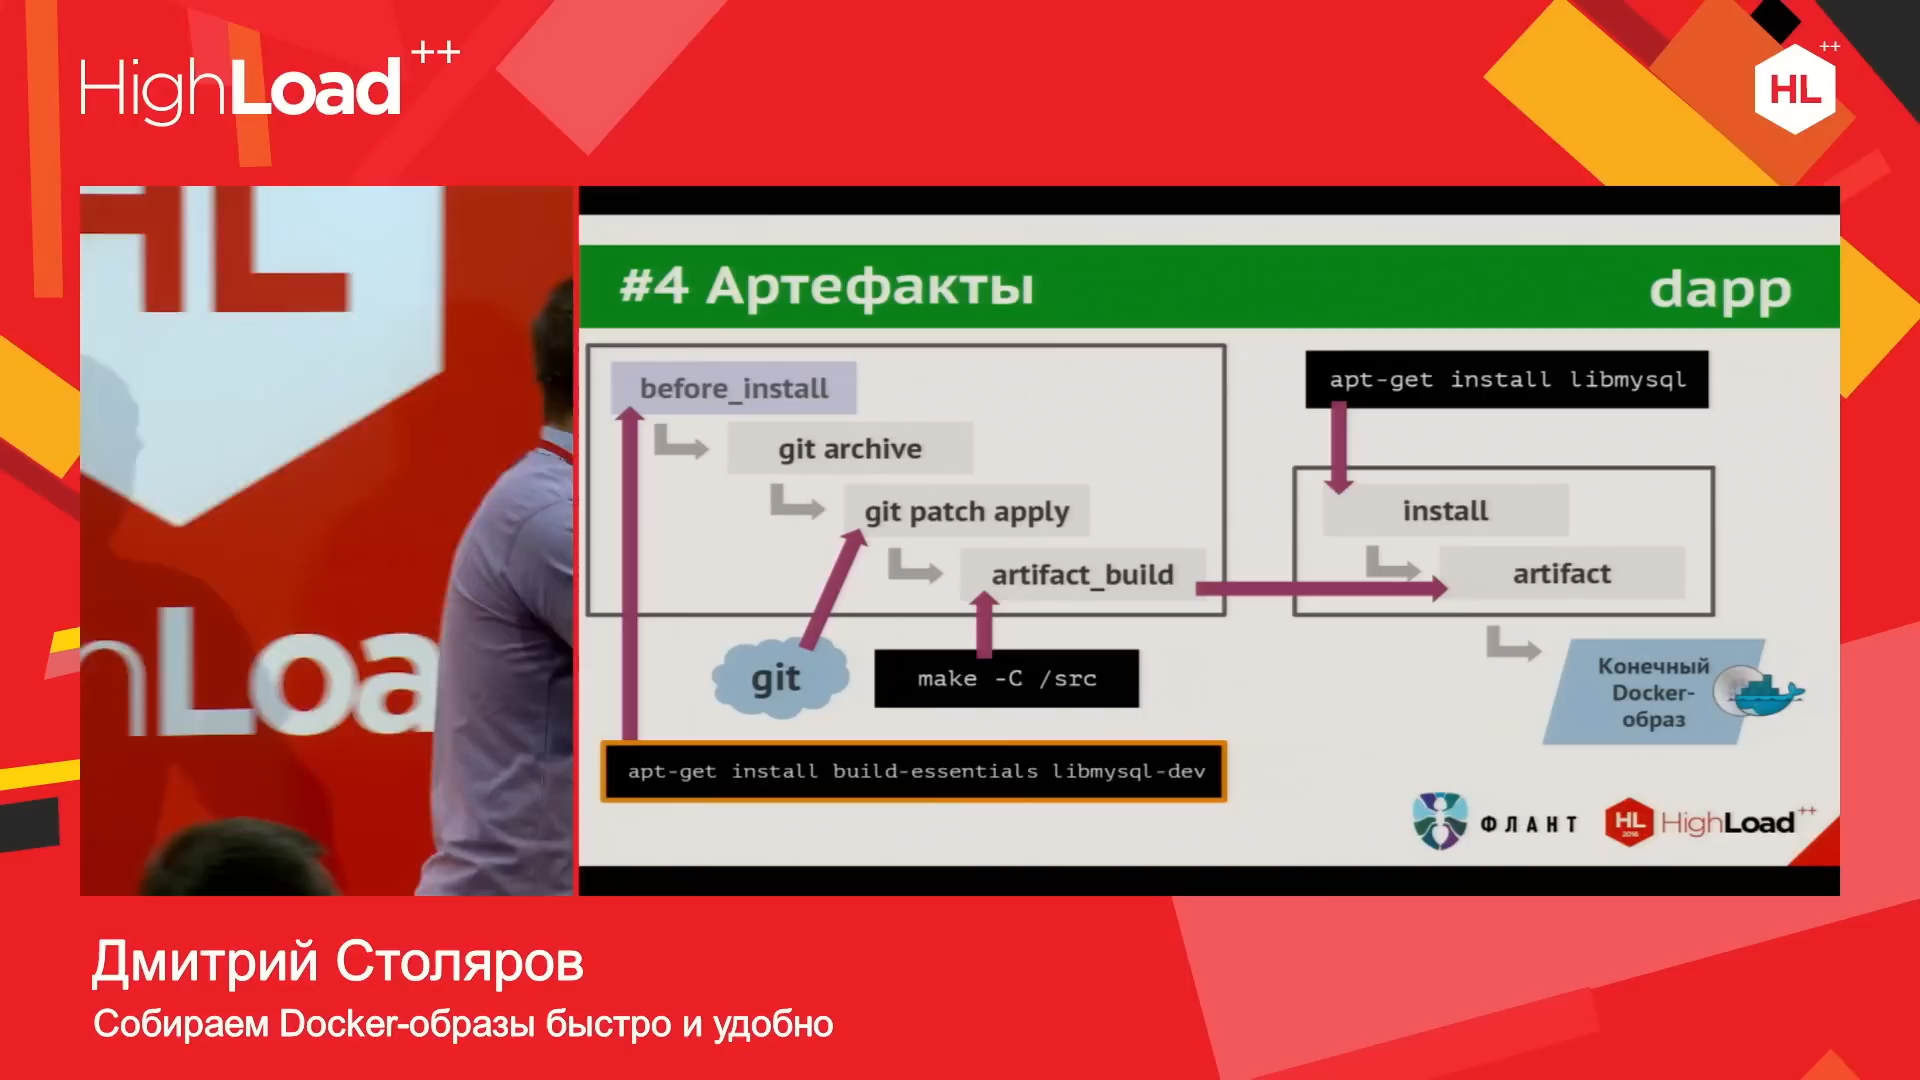 HighLoad++
HL++
HL
nLoa
#4 Артефакты
dapp
before_install
git archive
git patch apply
artifact_build
git
make -C /src
apt-get install build-essentials libmysql-dev
apt-get install libmysql
install
artifact
Конечный
Docker-
образ
ФЛАНТ
HL
2016
HighLoad++
Дмитрий Столяров
Собираем Docker-образы быстро и удобно